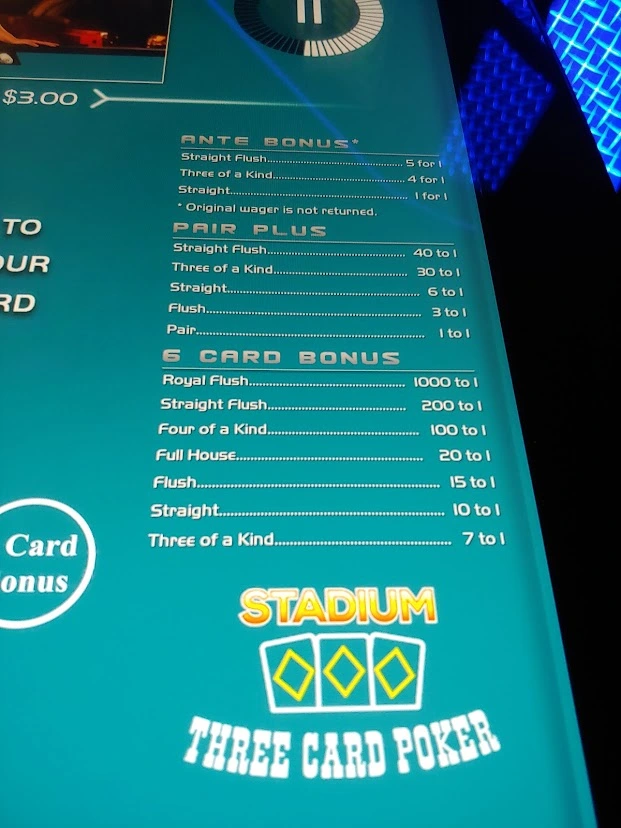 $3.00
ANTE BONUS*
Straight Flush 5 for 1
Three of a Kind 4 for 1
Straight 1 for 1
* Original wager is not returned.
TO
PAIR PLUS
Straight Flush 40 to 1
OUR
Three of a Kind 30 to 1
Straight 6 to 1
RD
Flush 3 to 1
Pair 1 to 1
6 CARD BONUS
Royal Flush 1000 to 1
Straight Flush 200 to 1
Four of a Kind 100 to 1
Full House 20 to 1
Flush 15 to 1
Straight 10 to 1
Three of a Kind 7 to 1
Card
onus
STADIUM
THREE CARD POKER